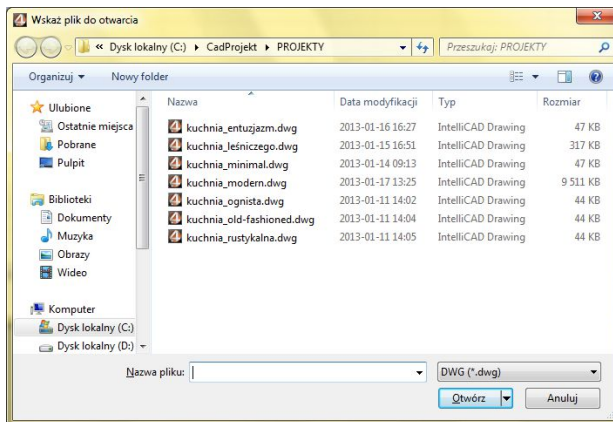 Wskaż plik do otwarcia
« Dysk lokalny (C:) ▸ CadProjekt ▸ PROJEKTY Przeszukaj: PROJEKTY
Organizuj Nowy folder
Nazwa Data modyfikacji Typ Rozmiar
Ulubione
Ostatnie miejsca
Pobrane
Pulpit
Biblioteki
Dokumenty
Muzyka
Obrazy
Wideo
Komputer
Dysk lokalny (C:)
Dysk lokalny (D:)
kuchnia_entuzjazm.dwg 2013-01-16 16:27 IntelliCAD Drawing 47 KB
kuchnia_leśniczego.dwg 2013-01-15 16:51 IntelliCAD Drawing 317 KB
kuchnia_minimal.dwg 2013-01-14 09:13 IntelliCAD Drawing 47 KB
kuchnia_modern.dwg 2013-01-17 13:25 IntelliCAD Drawing 9 511 KB
kuchnia_ognista.dwg 2013-01-11 14:02 IntelliCAD Drawing 44 KB
kuchnia_old-fashioned.dwg 2013-01-11 14:04 IntelliCAD Drawing 44 KB
kuchnia_rustykalna.dwg 2013-01-11 14:05 IntelliCAD Drawing 44 KB
Nazwa pliku: DWG (*.dwg)
Otwórz Anuluj